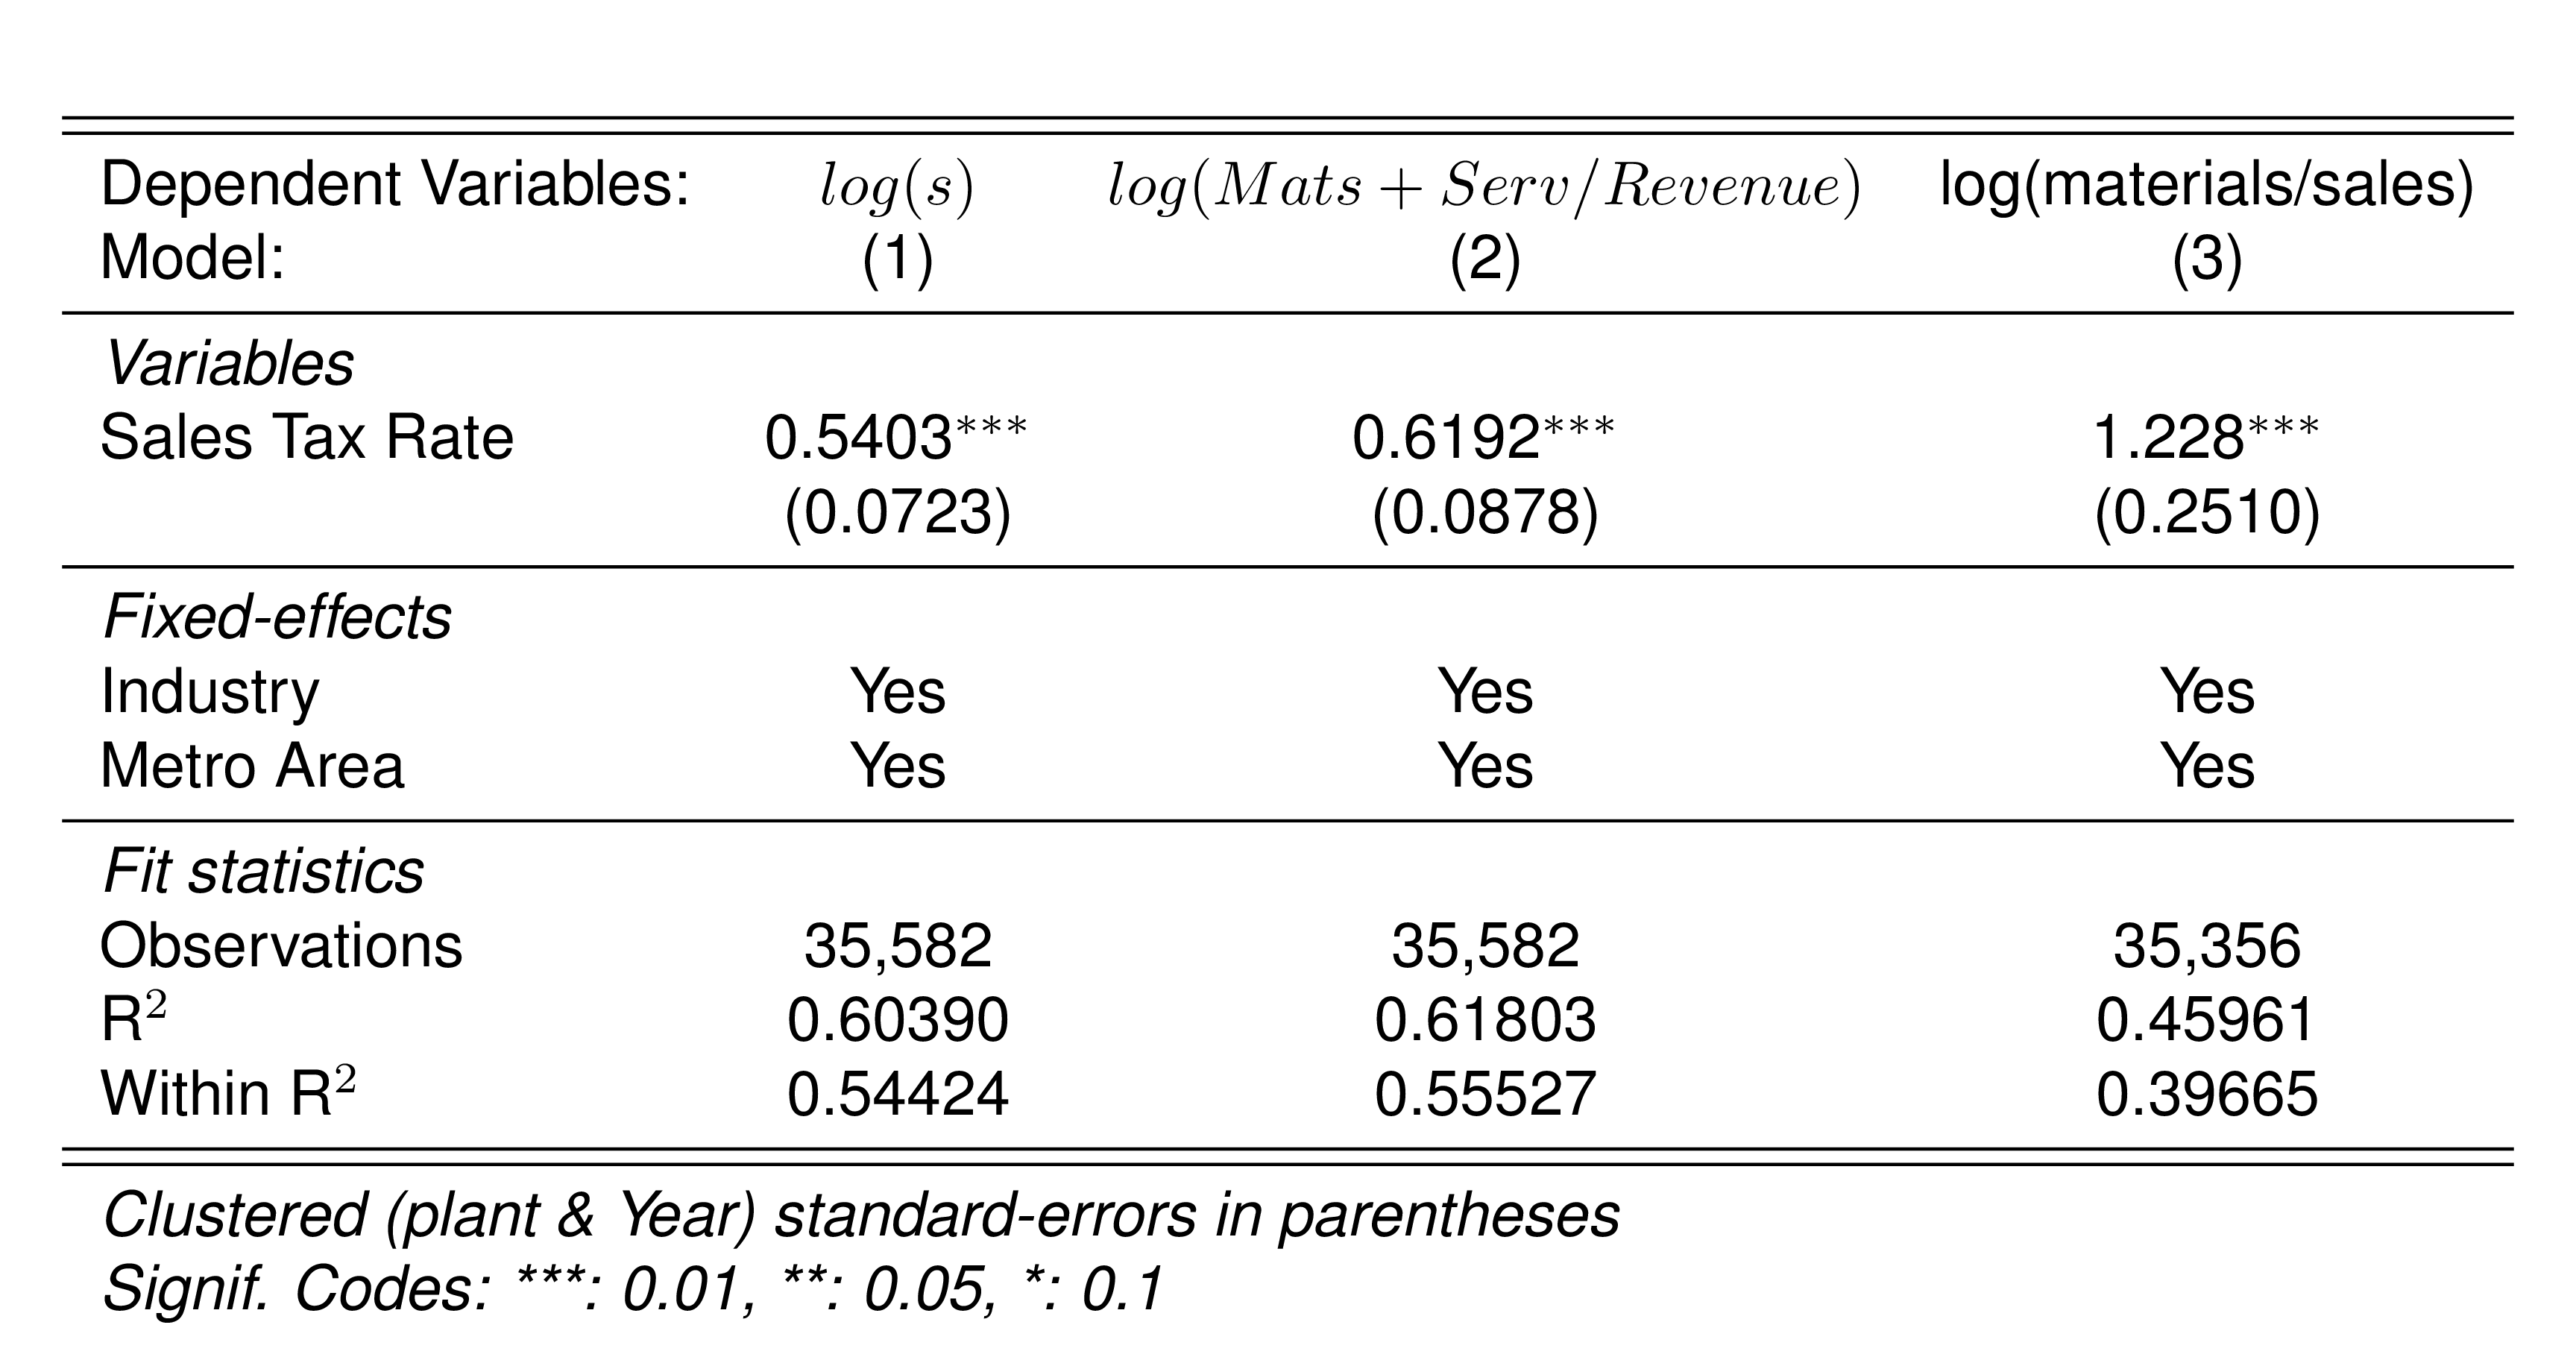 Dependent Variables: log(s) log(Mats + Serv/Revenue) log(materials/sales)
Model: (1) (2) (3)
Variables
Sales Tax Rate 0.5403*** 0.6192*** 1.228***
(0.0723) (0.0878) (0.2510)
Fixed-effects
Industry Yes Yes Yes
Metro Area Yes Yes Yes
Fit statistics
Observations 35,582 35,582 35,356
R² 0.60390 0.61803 0.45961
Within R² 0.54424 0.55527 0.39665
Clustered (plant & Year) standard-errors in parentheses
Signif. Codes: ***: 0.01, **: 0.05, *: 0.1